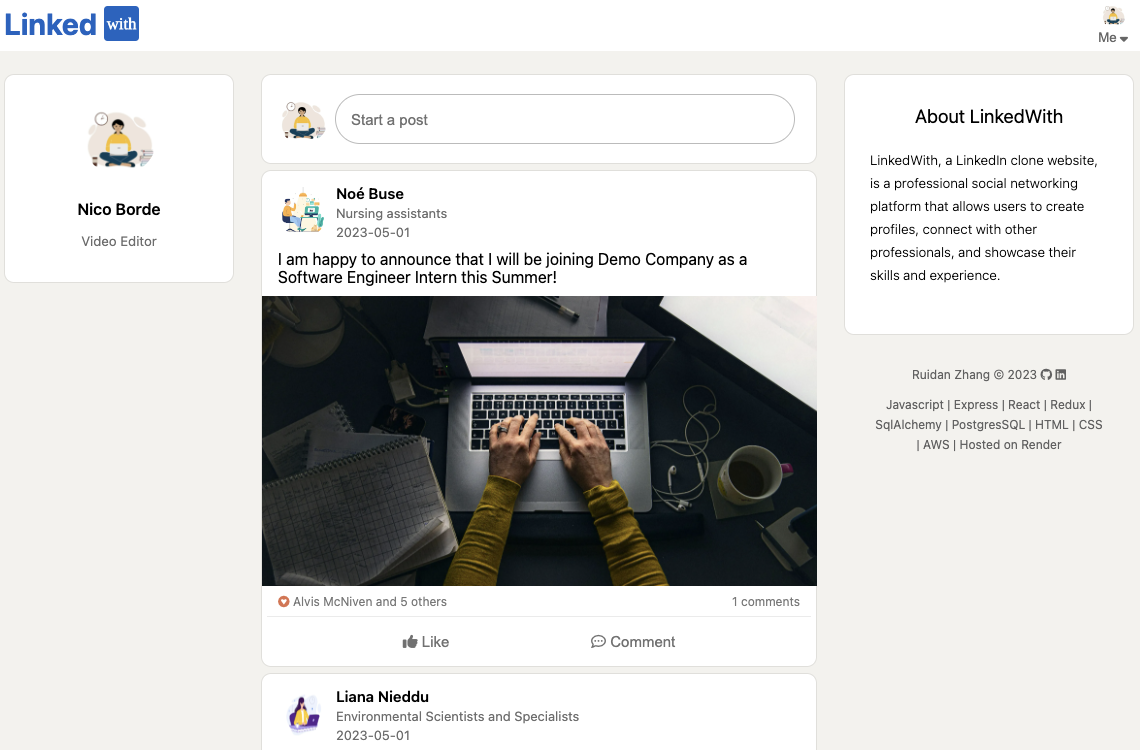 Linked with
Me
Nico Borde
Video Editor
Start a post
Noé Buse
Nursing assistants
2023-05-01
I am happy to announce that I will be joining Demo Company as a
Software Engineer Intern this Summer!
Alvis McNiven and 5 others
1 comments
Like
Comment
Liana Nieddu
Environmental Scientists and Specialists
2023-05-01
About LinkedWith
LinkedWith, a LinkedIn clone website,
is a professional social networking
platform that allows users to create
profiles, connect with other
professionals, and showcase their
skills and experience.
Ruidan Zhang © 2023
Javascript | Express | React | Redux |
SqlAlchemy | PostgresSQL | HTML | CSS
| AWS | Hosted on Render